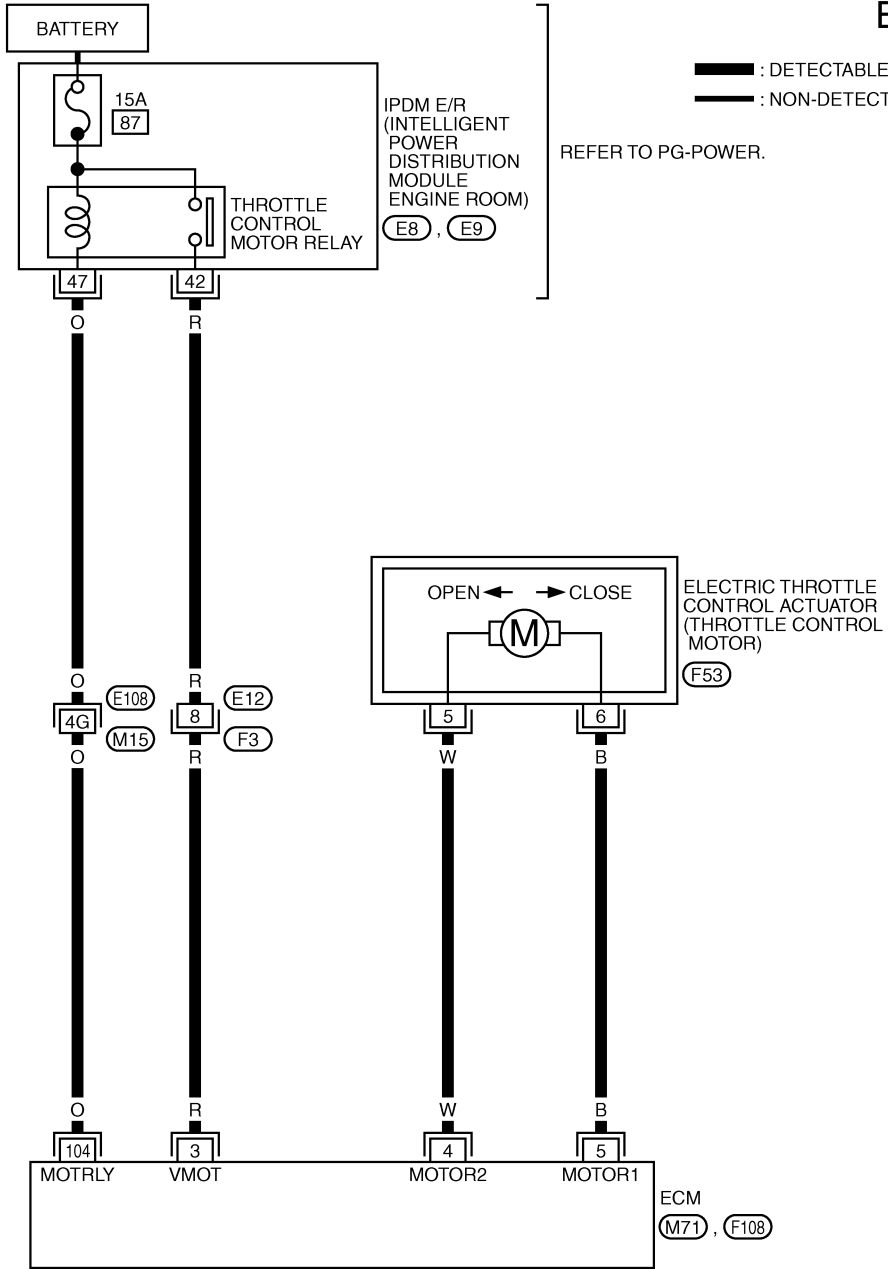 BATTERY
E
: DETECTABLE
: NON-DETECT
15A
87
IPDM E/R
(INTELLIGENT
POWER
DISTRIBUTION
MODULE
ENGINE ROOM)
E8 , E9
REFER TO PG-POWER.
THROTTLE
CONTROL
MOTOR RELAY
47 42
O R
OPEN CLOSE
M
ELECTRIC THROTTLE
CONTROL ACTUATOR
(THROTTLE CONTROL
MOTOR)
F53
O R
E108 E12
4G 8 5 6
M15 F3
O R W B
O R W B
104 3 4 5
MOTRLY VMOT MOTOR2 MOTOR1
ECM
M71 , F108